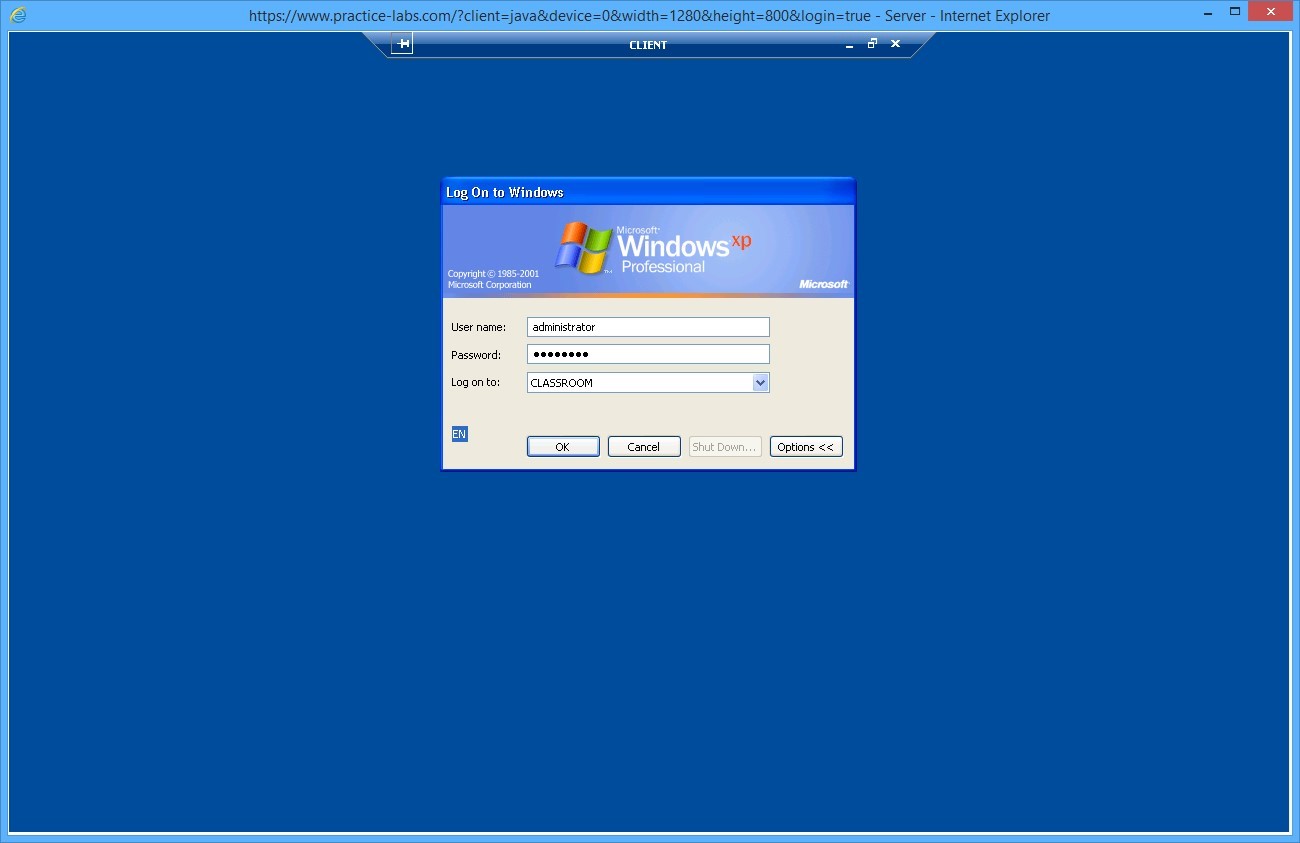 https://www.practice-labs.com/?client=java&device=0&width=1280&height=800&login=true - Server - Internet Explorer
CLIENT
Log On to Windows
Microsoft®
Windows xp
Professional
TM
Copyright © 1985-2001
Microsoft Corporation
Microsoft
User name: administrator
Password: ●●●●●●●●
Log on to: CLASSROOM
EN
OK Cancel Shut Down... Options <<